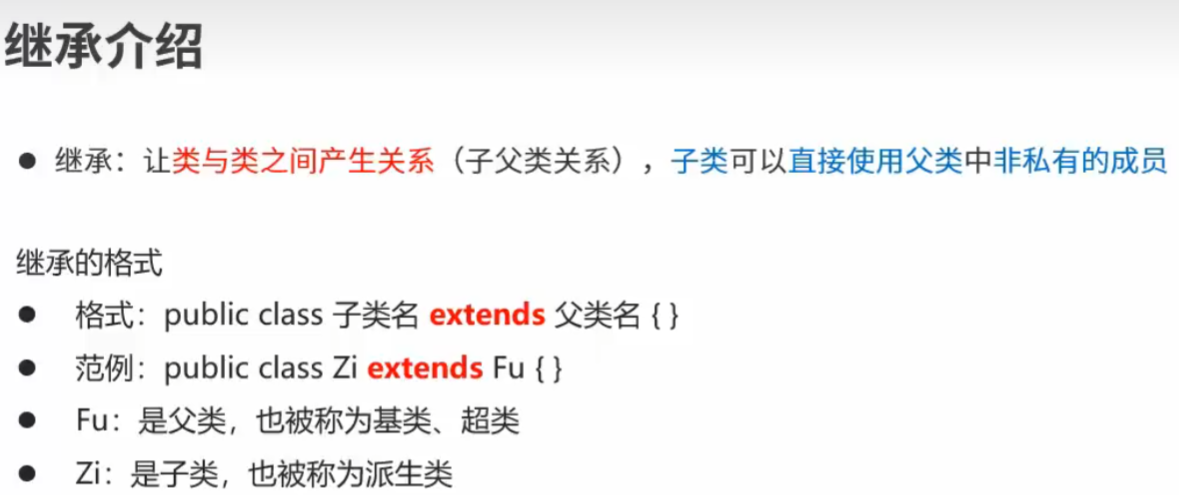 继承介绍
● 继承：让类与类之间产生关系（子父类关系），子类可以直接使用父类中非私有的成员
继承的格式
● 格式：public class 子类名 extends 父类名 { }
● 范例：public class Zi extends Fu { }
● Fu：是父类，也被称为基类、超类
● Zi：是子类，也被称为派生类